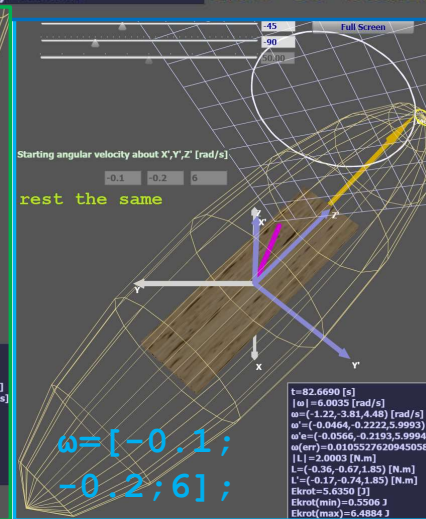 -45
Full Screen
-90
50.00
Starting angular velocity about X',Y',Z' [rad/s]
-0.1 -0.2 6
rest the same
X'
Z'
Y
X
Y'
t=82.6690 [s]
|ω|=6.0035 [rad/s]
ω=(-1.22,-3.81,4.48) [rad/s]
ω'=(-0.0464,-0.2222,5.9993)
ω'e=(-0.0566,-0.2193,5.9994
ω(err)=0.0105527620945058
|L|=2.0003 [N.m]
L=(-0.36,-0.67,1.85) [N.m]
L'=(-0.17,-0.74,1.85) [N.m]
Ekrot=5.6350 [J]
Ekrot(min)=0.5506 J
Ekrot(max)=6.4884 J
ω=[-0.1;
-0.2;6];